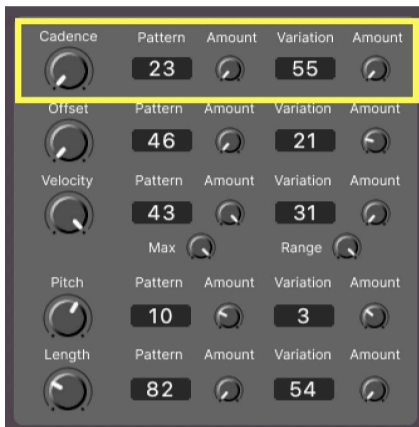 Cadence Pattern Amount Variation Amount
23 55
Offset Pattern Amount Variation Amount
46 21
Velocity Pattern Amount Variation Amount
43 31
Max Range
Pitch Pattern Amount Variation Amount
10 3
Length Pattern Amount Variation Amount
82 54